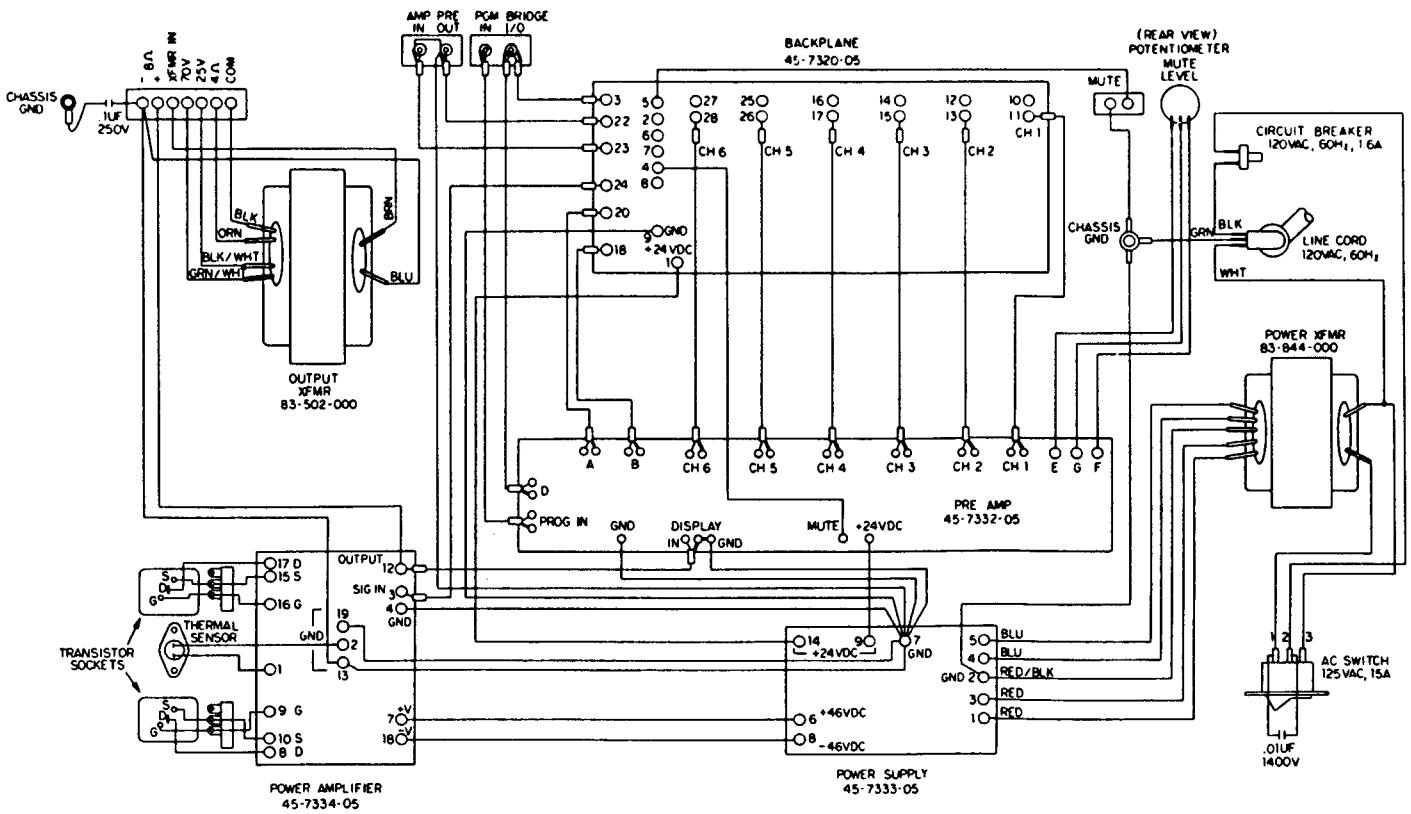 AMP PRE
IN OUT
PGM BRIDGE
IN I/O
- 8Ω
+
XFMR IN
70V
25V
4Ω
COM
CHASSIS
GND
.1UF
250V
BLK
ORN
BLK/WHT
GRN/WHT
BRN
BLU
OUTPUT
XFMR
83-502-000
BACKPLANE
45-7320-05
3
22
23
24
20
18
5
2
6
7
4
8
9 GND
+24VDC
1
27
28
CH 6
25
26
CH 5
16
17
CH 4
14
15
CH 3
12
13
CH 2
10
11
CH 1
MUTE
(REAR VIEW)
POTENTIOMETER
MUTE
LEVEL
CIRCUIT BREAKER
120VAC, 60Hz, 1.6A
CHASSIS
GND
GRN
BLK
WHT
LINE CORD
120VAC, 60Hz
POWER XFMR
83-844-000
A
B
CH 6
CH 5
CH 4
CH 3
CH 2
CH 1
E G F
D
PROG IN
GND
DISPLAY
IN
GND
MUTE
+24VDC
PRE AMP
45-7332-05
S
D
G
TRANSISTOR
SOCKETS
THERMAL
SENSOR
S
D
G
17 D
15 S
16 G
1
9 G
10 S
8 D
OUTPUT
12
SIG IN
3
4
GND
19
GND
2
13
+V
7
-V
18
POWER AMPLIFIER
45-7334-05
14
9
+24VDC
7
GND
6 +46VDC
8 -46VDC
5
4
GND 2
3
1
BLU
BLU
RED/BLK
RED
RED
POWER SUPPLY
45-7333-05
1 2 3
AC SWITCH
125VAC, 15A
.01UF
1400V